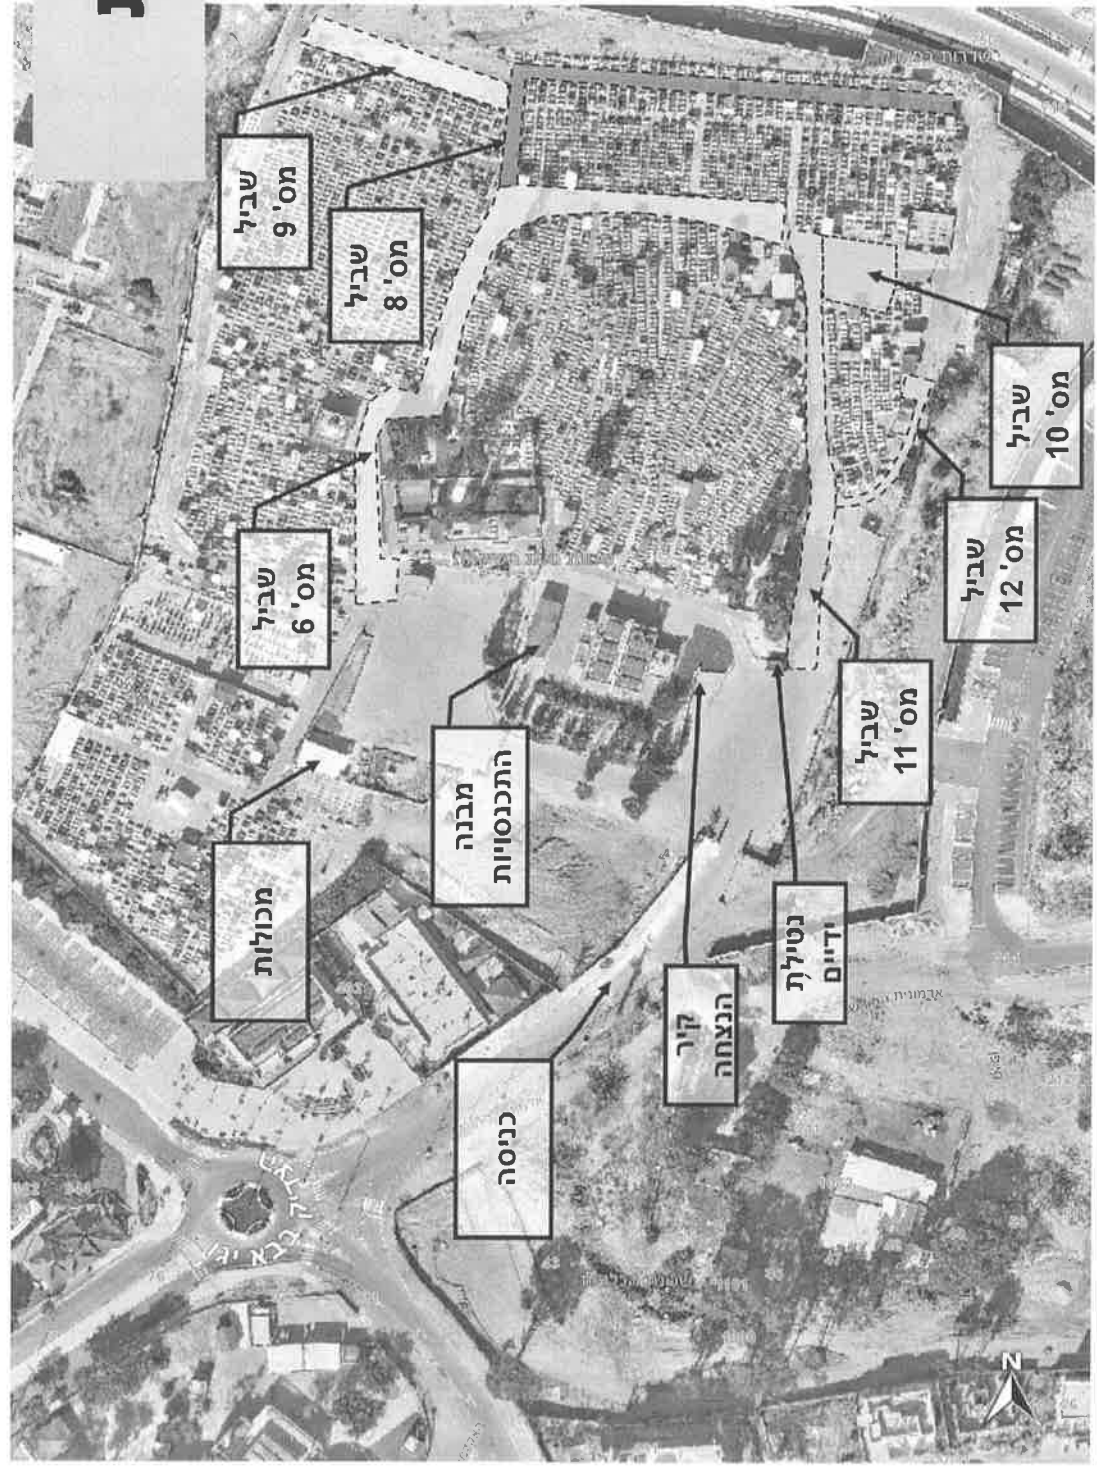 שביל
מס' 9
שביל
מס' 6
מכולות
שביל
מס' 8
מבנה
התכנסויות
כניסה
קיר
הנצחה
נטילת
ידיים
שביל
מס' 11
שביל
מס' 12
שביל
מס' 10
N